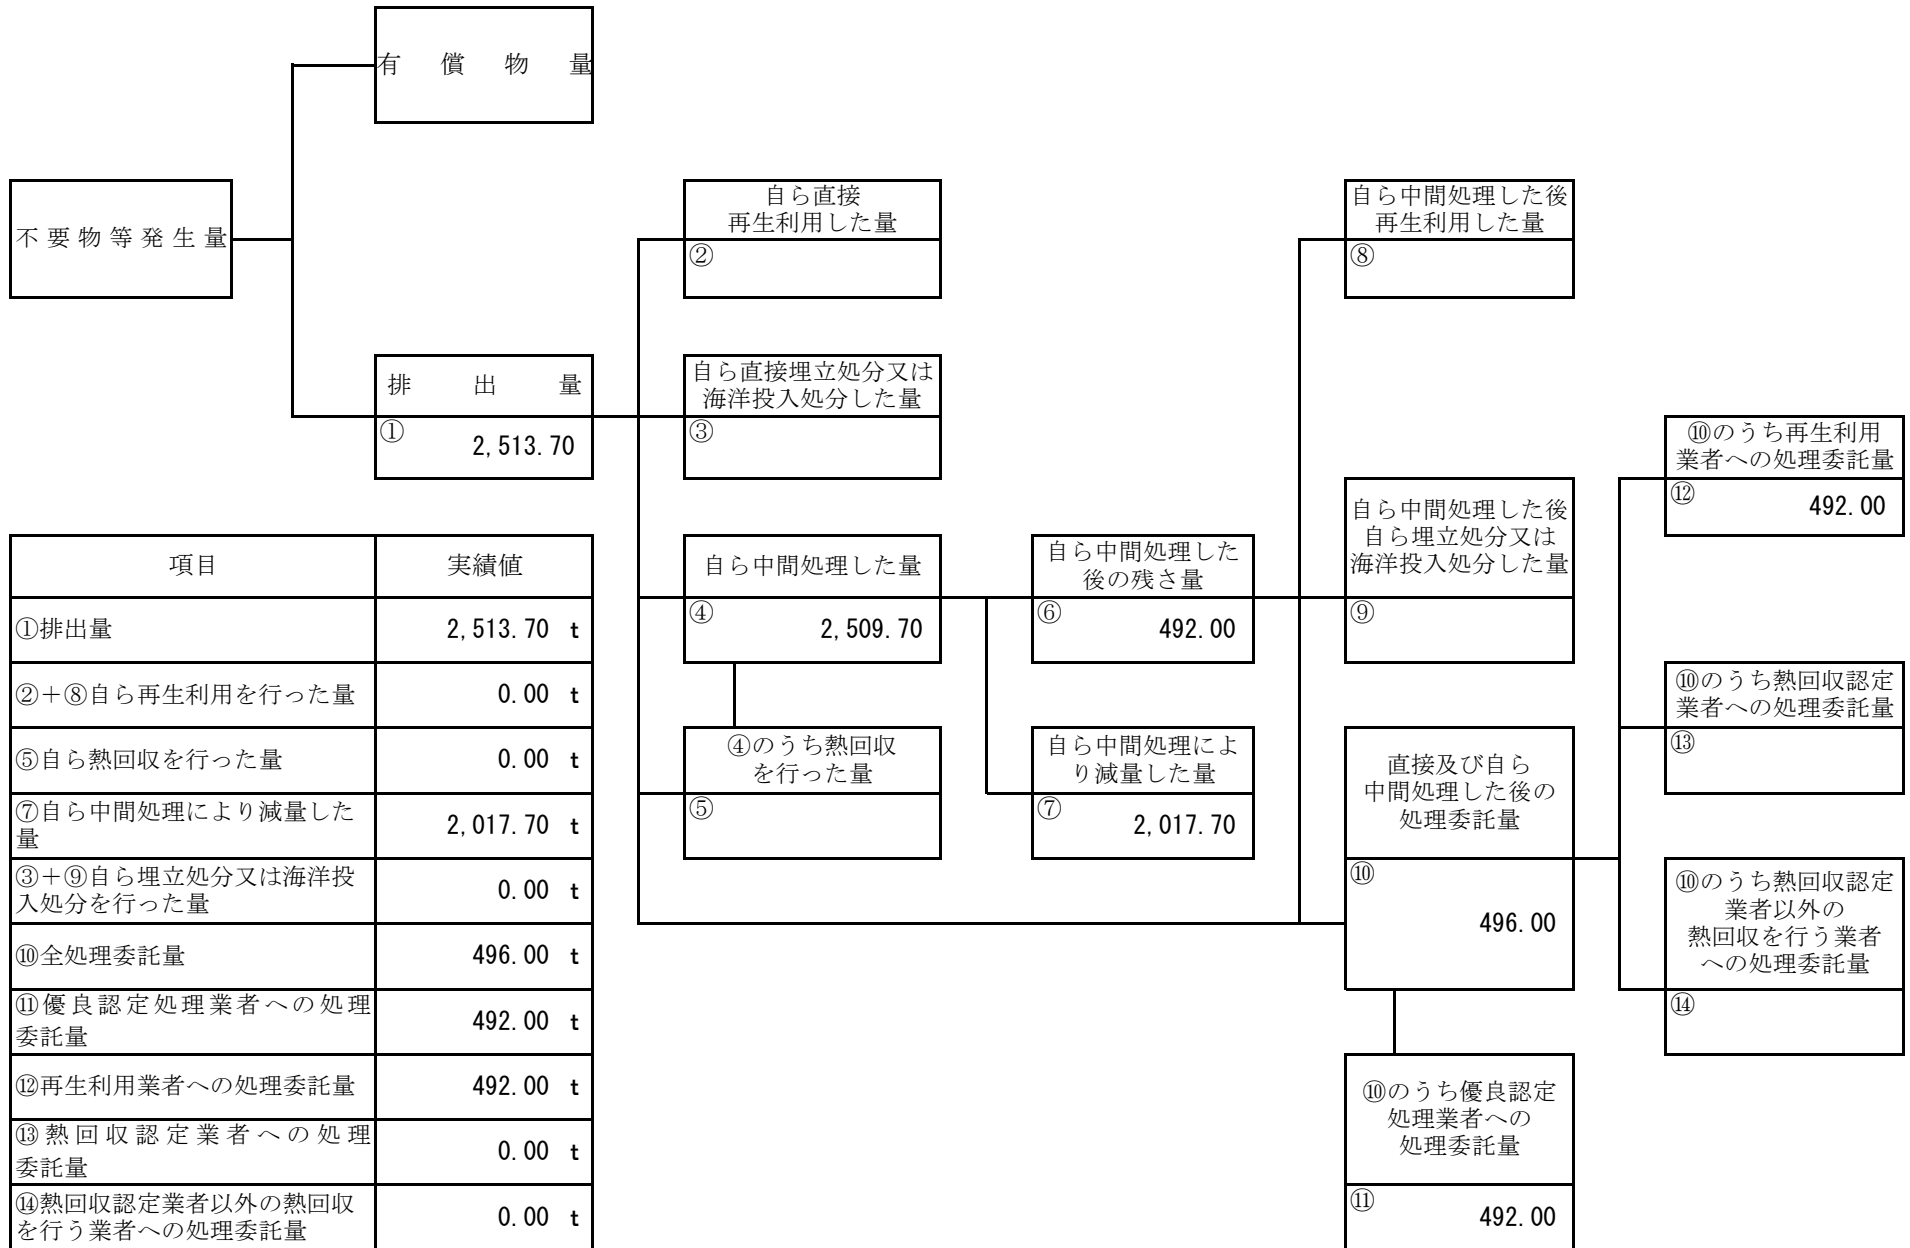 有償物量
不要物等発生量
排出量
①
2,513.70
自ら直接
再生利用した量
②
自ら直接埋立処分又は
海洋投入処分した量
③
自ら中間処理した量
④
2,509.70
④のうち熱回収
を行った量
⑤
自ら中間処理した
後の残さ量
⑥
492.00
自ら中間処理によ
り減量した量
⑦
2,017.70
自ら中間処理した後
再生利用した量
⑧
自ら中間処理した後
自ら埋立処分又は
海洋投入処分した量
⑨
直接及び自ら
中間処理した後の
処理委託量
⑩
496.00
⑩のうち優良認定
処理業者への
処理委託量
⑪
492.00
⑩のうち再生利用
業者への処理委託量
⑫
492.00
⑩のうち熱回収認定
業者への処理委託量
⑬
⑩のうち熱回収認定
業者以外の
熱回収を行う業者
への処理委託量
⑭
項目 実績値
①排出量 2,513.70 t
②+⑧自ら再生利用を行った量 0.00 t
⑤自ら熱回収を行った量 0.00 t
⑦自ら中間処理により減量した
量 2,017.70 t
③+⑨自ら埋立処分又は海洋投
入処分を行った量 0.00 t
⑩全処理委託量 496.00 t
⑪優良認定処理業者への処理
委託量 492.00 t
⑫再生利用業者への処理委託量 492.00 t
⑬熱回収認定業者への処理
委託量 0.00 t
⑭熱回収認定業者以外の熱回収
を行う業者への処理委託量 0.00 t